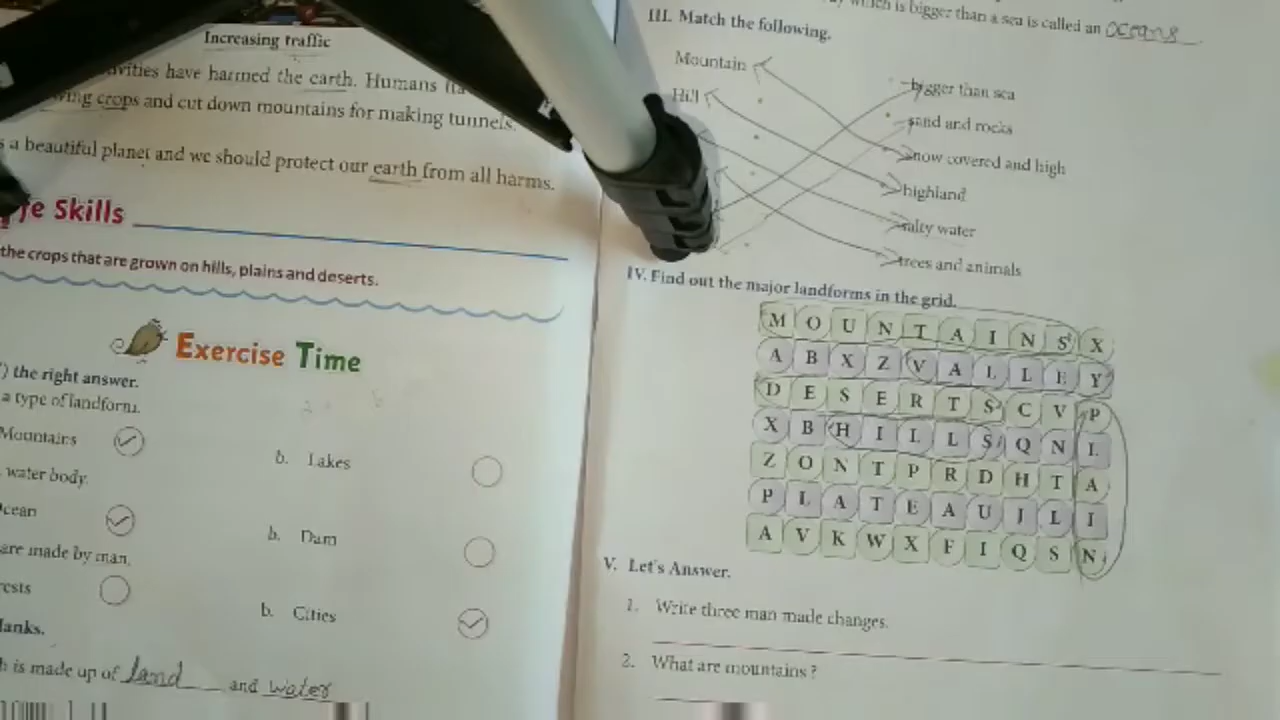 Increasing traffic
have harmed the earth. Humans
crops and cut down mountains for making tunnels.
a beautiful planet and we should protect our earth from all harms.
Skills
the crops that are grown on hills, plains and deserts.
Exercise Time
the right answer.
a type of landform.
Mountains b. Lakes
water body.
b. Dam
are made by man.
b. Cities
is made up of land and water
which is bigger than a sea is called an oceans
III. Match the following.
Mountain
Hill
bigger than sea
sand and rocks
snow covered and high
highland
salty water
trees and animals
IV. Find out the major landforms in the grid.
M O U N T A I N S X
A B X Z V A L L E Y
D E S E R T S C V P
X B H I L L S Q N L
Z O N T P R D H T A
P L A T E A U J L I
A V K W X F I Q S N
V. Let's Answer.
1. Write three man made changes.
2. What are mountains?